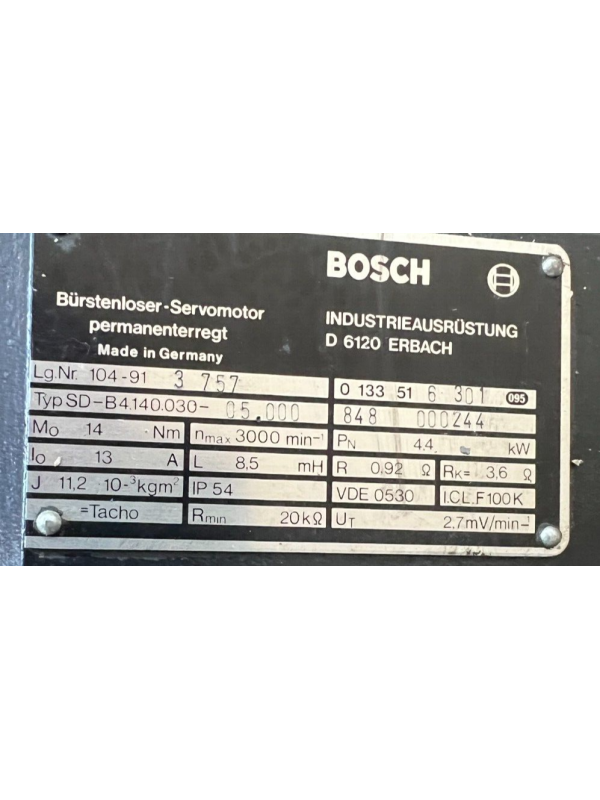 BOSCH
Bürstenloser-Servomotor
permanenterregt
Made in Germany
INDUSTRIEAUSRÜSTUNG
D 6120 ERBACH
Lg.Nr. 104-91 3 757
0 133 51 6 301 095
Typ SD-B4.140.030-05.000
848 000244
Mo 14 Nm
nmax 3000 min-1
PN 4.4 kW
Io 13 A
L 8,5 mH
R 0,92 Ω
RK= 3,6 Ω
J 11,2 10-3kgm2
IP 54
VDE 0530
I.CL.F100K
=Tacho
Rmin 20kΩ
UT 2,7mV/min-1